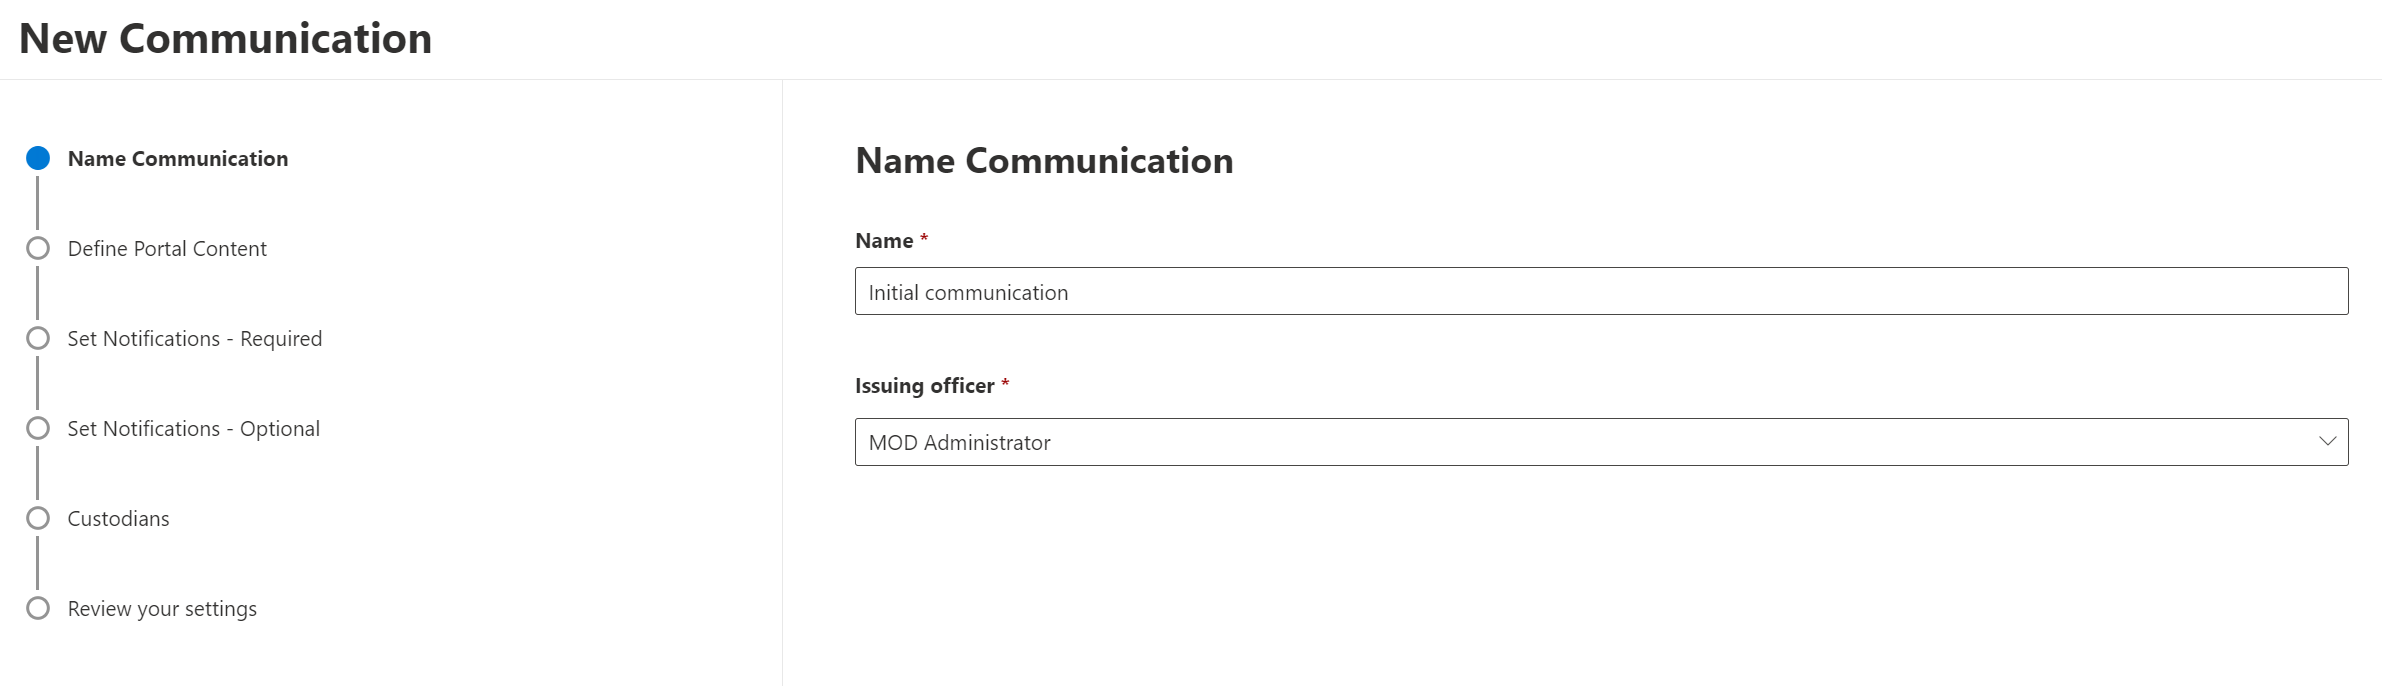 New Communication
Name Communication
Define Portal Content
Set Notifications - Required
Set Notifications - Optional
Custodians
Review your settings
Name Communication
Name *
Initial communication
Issuing officer *
MOD Administrator